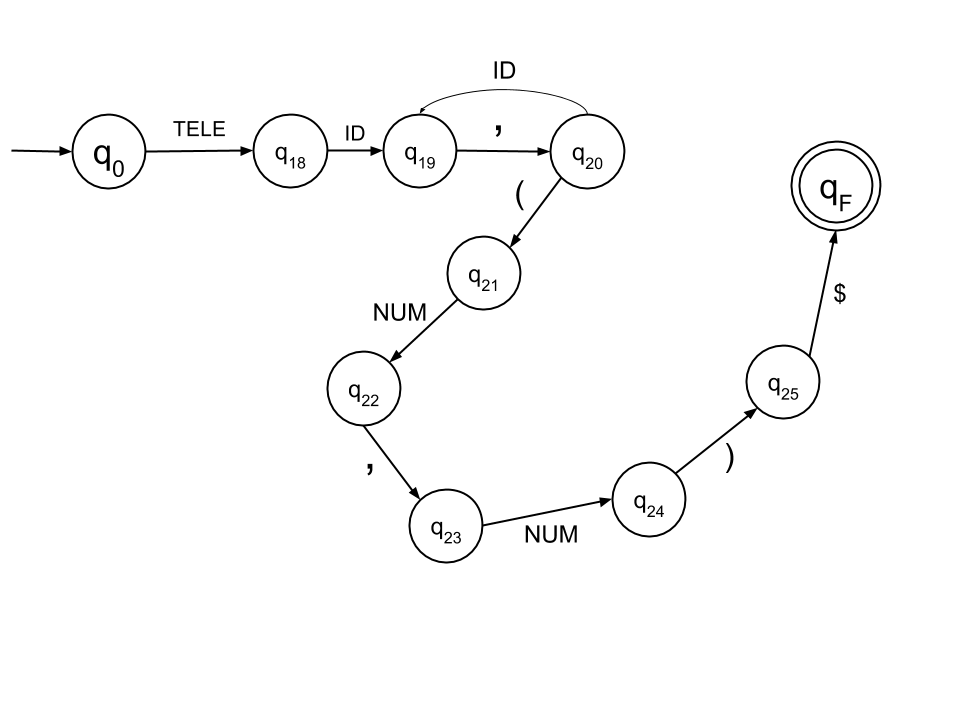 ID
TELE
ID
,
q0
q18
q19
q20
(
qF
q21
$
NUM
q22
q25
,
)
q24
q23
NUM